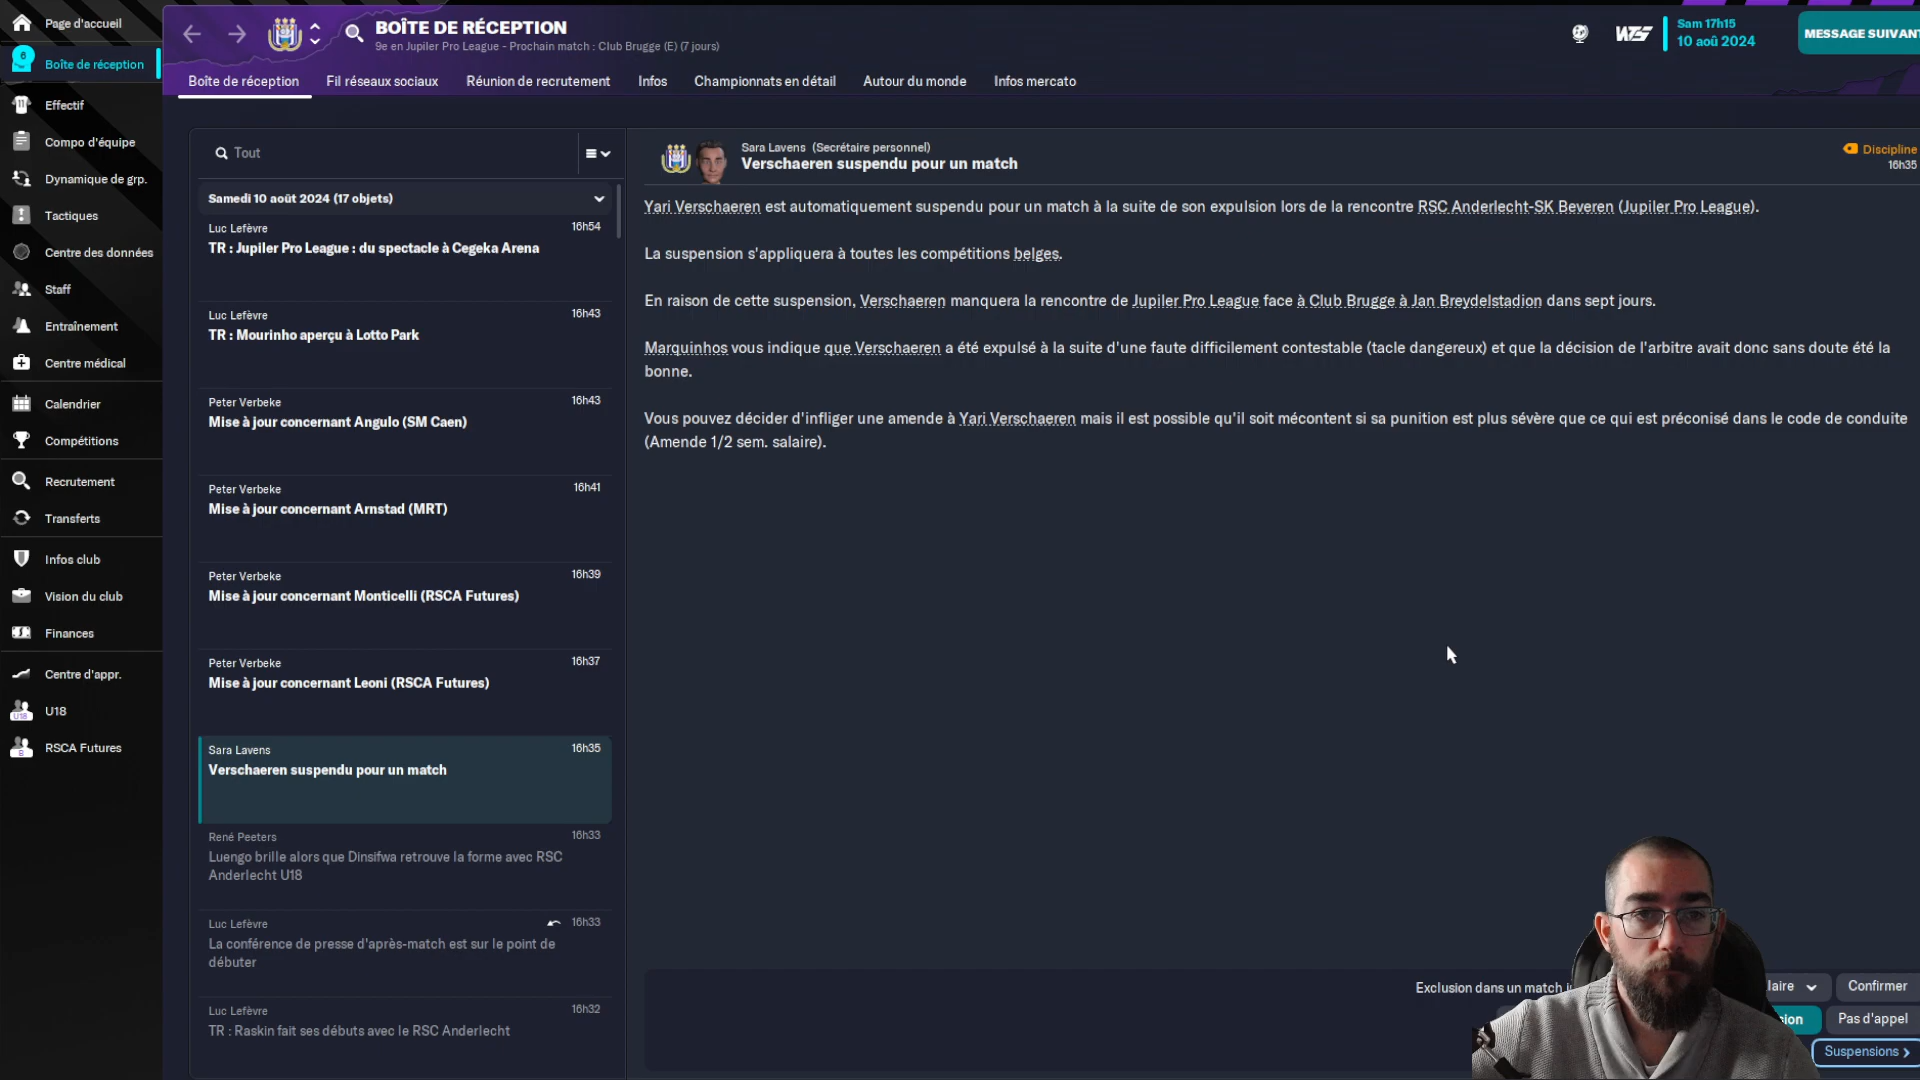 Page d'accueil
6
Boîte de réception
Effectif
Compo d'équipe
Dynamique de grp.
Tactiques
Centre des données
Staff
Entraînement
Centre médical
Calendrier
Compétitions
Recrutement
Transferts
Infos club
Vision du club
Finances
Centre d'appr.
U18
U18
RSCA Futures
BOÎTE DE RÉCEPTION
9e en Jupiler Pro League - Prochain match : Club Brugge (E) (7 jours)
Sam 17h15
10 aoû 2024
MESSAGE SUIVANT
Boîte de réception
Fil réseaux sociaux
Réunion de recrutement
Infos
Championnats en détail
Autour du monde
Infos mercato
Tout
Samedi 10 août 2024 (17 objets)
Luc Lefèvre 16h54
TR : Jupiler Pro League : du spectacle à Cegeka Arena
Luc Lefèvre 16h43
TR : Mourinho aperçu à Lotto Park
Peter Verbeke 16h43
Mise à jour concernant Angulo (SM Caen)
Peter Verbeke 16h41
Mise à jour concernant Arnstad (MRT)
Peter Verbeke 16h39
Mise à jour concernant Monticelli (RSCA Futures)
Peter Verbeke 16h37
Mise à jour concernant Leoni (RSCA Futures)
Sara Lavens 16h35
Verschaeren suspendu pour un match
René Peeters 16h33
Luengo brille alors que Dinsifwa retrouve la forme avec RSC
Anderlecht U18
Luc Lefèvre 16h33
La conférence de presse d'après-match est sur le point de
débuter
Luc Lefèvre 16h32
TR : Raskin fait ses débuts avec le RSC Anderlecht
Sara Lavens (Secrétaire personnel)
Verschaeren suspendu pour un match
Discipline
16h35
Yari Verschaeren est automatiquement suspendu pour un match à la suite de son expulsion lors de la rencontre RSC Anderlecht-SK Beveren (Jupiler Pro League).
La suspension s'appliquera à toutes les compétitions belges.
En raison de cette suspension, Verschaeren manquera la rencontre de Jupiler Pro League face à Club Brugge à Jan Breydelstadion dans sept jours.
Marquinhos vous indique que Verschaeren a été expulsé à la suite d'une faute difficilement contestable (tacle dangereux) et que la décision de l'arbitre avait donc sans doute été la
bonne.
Vous pouvez décider d'infliger une amende à Yari Verschaeren mais il est possible qu'il soit mécontent si sa punition est plus sévère que ce qui est préconisé dans le code de conduite
(Amende 1/2 sem. salaire).
Exclusion dans un match
laire
Confirmer
sion
Pas d'appel
Suspensions